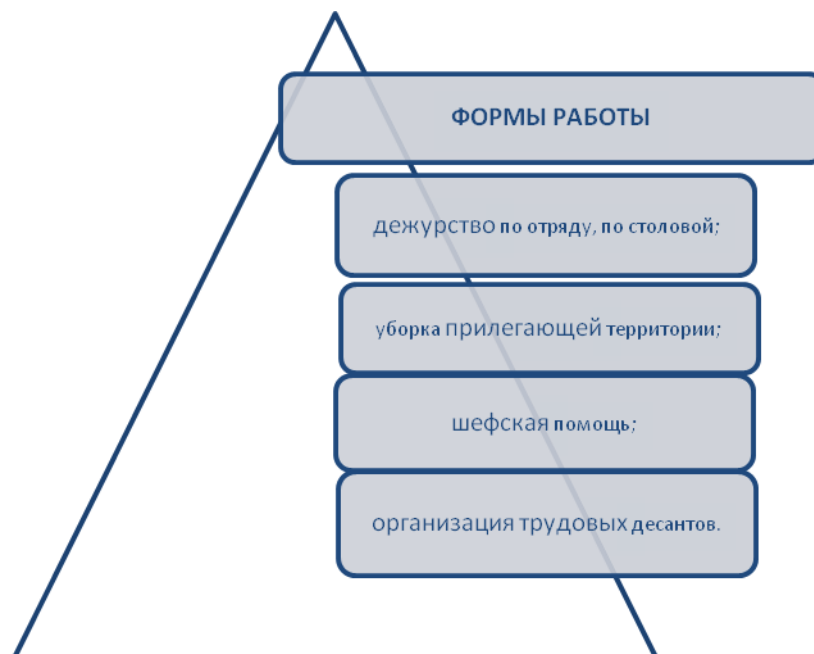 ФОРМЫ РАБОТЫ
дежурство по отряду, по столовой;
уборка прилегающей территории;
шефская помощь;
организация трудовых десантов.